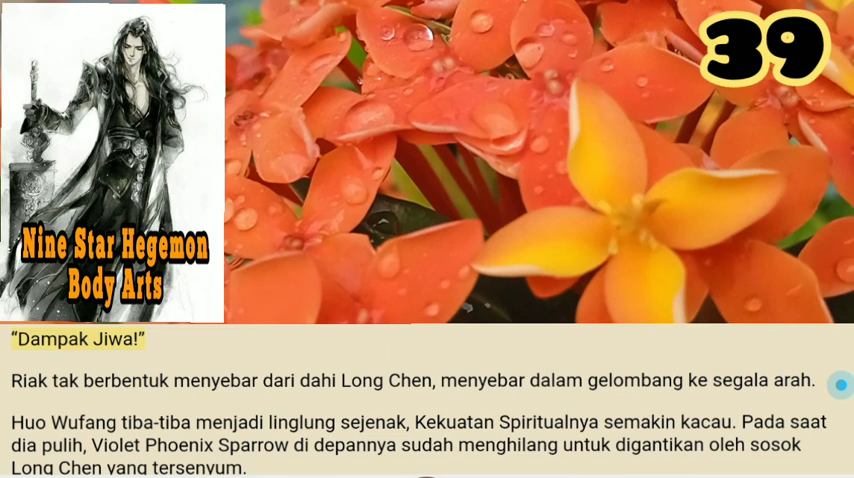 39
Nine Star Hegemon
Body Arts
“Dampak Jiwa!”
Riak tak berbentuk menyebar dari dahi Long Chen, menyebar dalam gelombang ke segala arah.
Huo Wufang tiba-tiba menjadi linglung sejenak, Kekuatan Spiritualnya semakin kacau. Pada saat
dia pulih, Violet Phoenix Sparrow di depannya sudah menghilang untuk digantikan oleh sosok
Long Chen yang tersenyum.